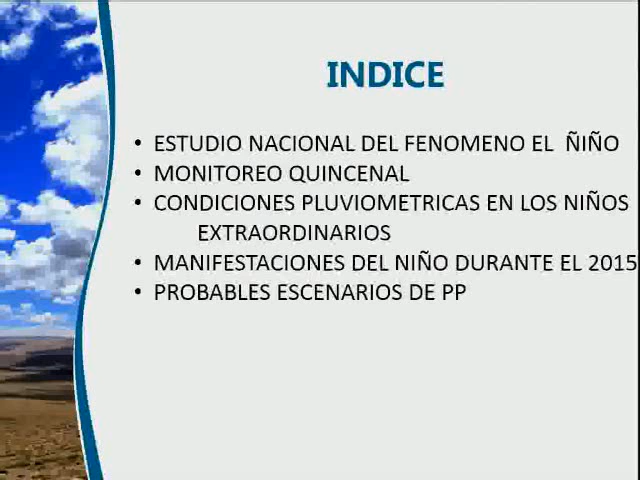 INDICE
• ESTUDIO NACIONAL DEL FENOMENO EL ÑIÑO
• MONITOREO QUINCENAL
• CONDICIONES PLUVIOMETRICAS EN LOS NIÑOS
EXTRAORDINARIOS
• MANIFESTACIONES DEL NIÑO DURANTE EL 2015
• PROBABLES ESCENARIOS DE PP